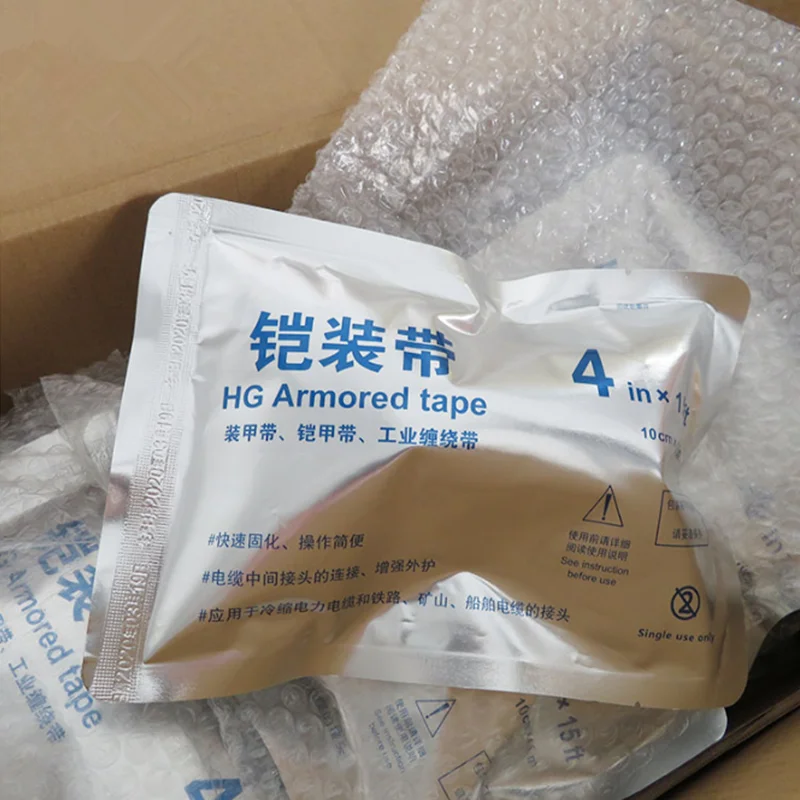 铠装带
HG Armored tape
装甲带、铠甲带、工业缠绕带
4 in × 1
10cm
#快速固化、操作简便
#电缆中间接头的连接、增强外护
#应用于冷缩电力电缆和铁路、矿山、船舶电缆的接头
使用前请详细
阅读使用说明
See instruction
before use
Single use only
Armored tape
工业缠绕带
4
× 15 ft